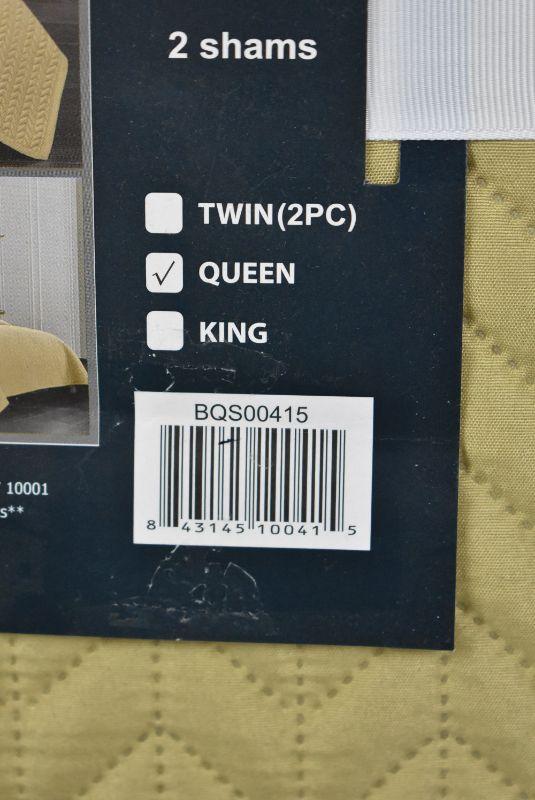 2 shams
TWIN(2PC)
✓ QUEEN
KING
BQS00415
8 43145 10041 5
10001
s**